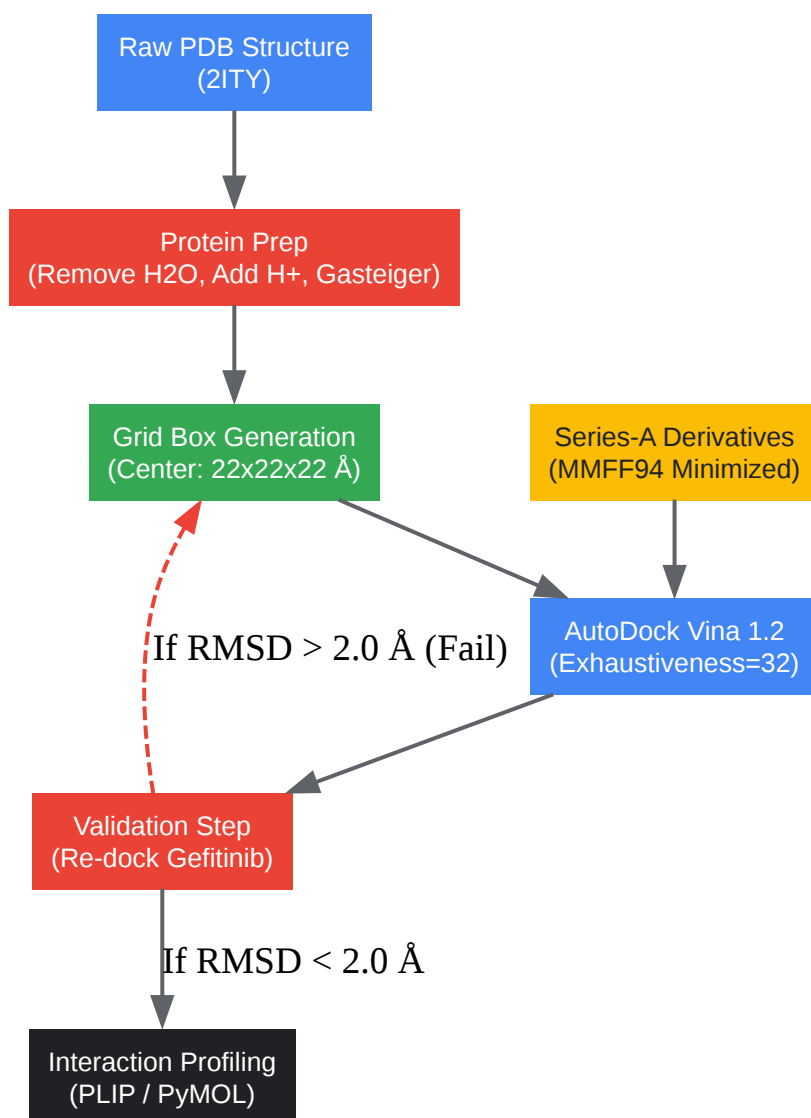 Raw PDB Structure
(2ITY)
Protein Prep
(Remove H2O, Add H+, Gasteiger)
Grid Box Generation
(Center: 22x22x22 Å)
Series-A Derivatives
(MMFF94 Minimized)
AutoDock Vina 1.2
(Exhaustiveness=32)
If RMSD > 2.0 Å (Fail)
Validation Step
(Re-dock Gefitinib)
If RMSD < 2.0 Å
Interaction Profiling
(PLIP / PyMOL)